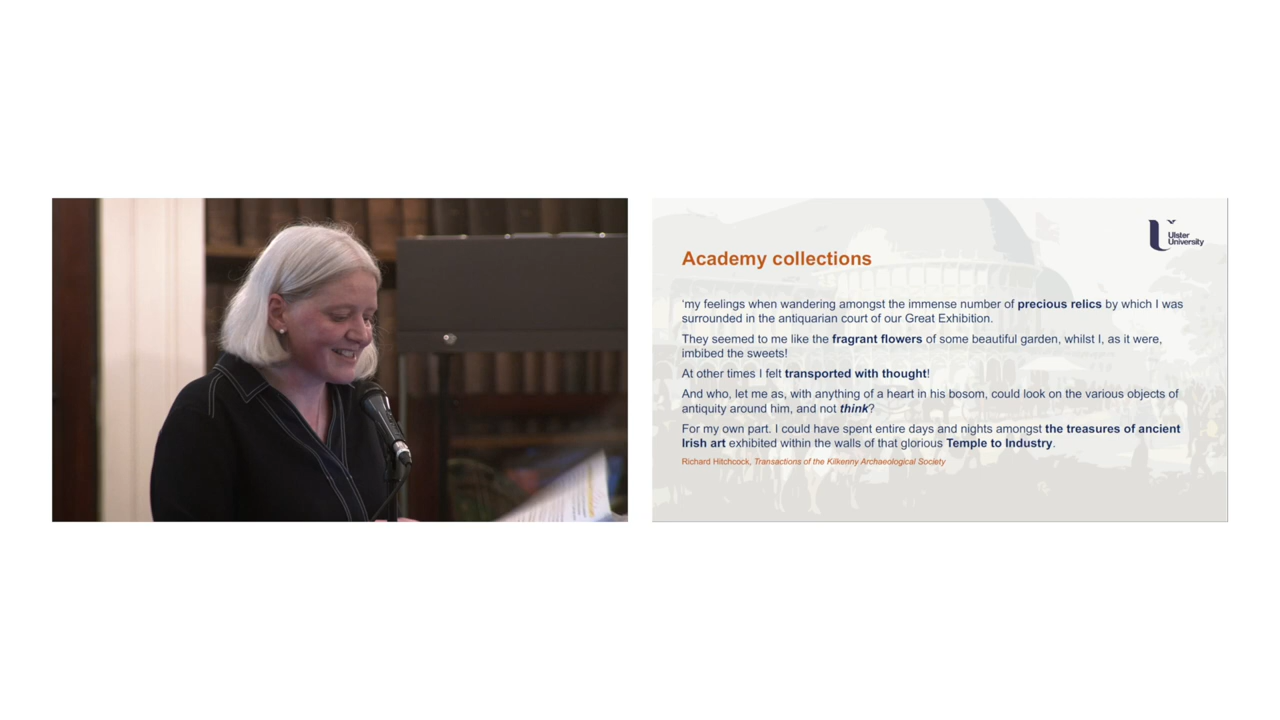 Ulster
University
Academy collections
‘my feelings when wandering amongst the immense number of precious relics by which I was
surrounded in the antiquarian court of our Great Exhibition.
They seemed to me like the fragrant flowers of some beautiful garden, whilst I, as it were,
imbibed the sweets!
At other times I felt transported with thought!
And who, let me as, with anything of a heart in his bosom, could look on the various objects of
antiquity around him, and not think?
For my own part. I could have spent entire days and nights amongst the treasures of ancient
Irish art exhibited within the walls of that glorious Temple to Industry.
Richard Hitchcock, Transactions of the Kilkenny Archaeological Society